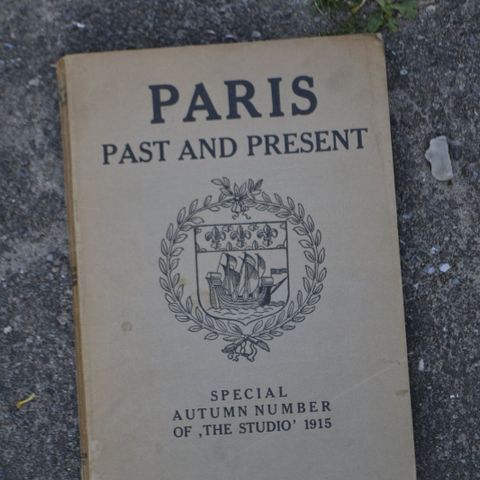 PARIS
PAST AND PRESENT
SPECIAL
AUTUMN NUMBER
OF ‚THE STUDIO' 1915